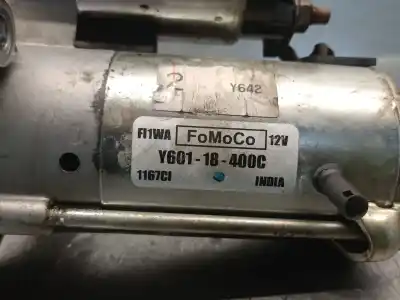 Y642
FI1WA FoMoCo 12V
Y601-18-400C
1167CI INDIA